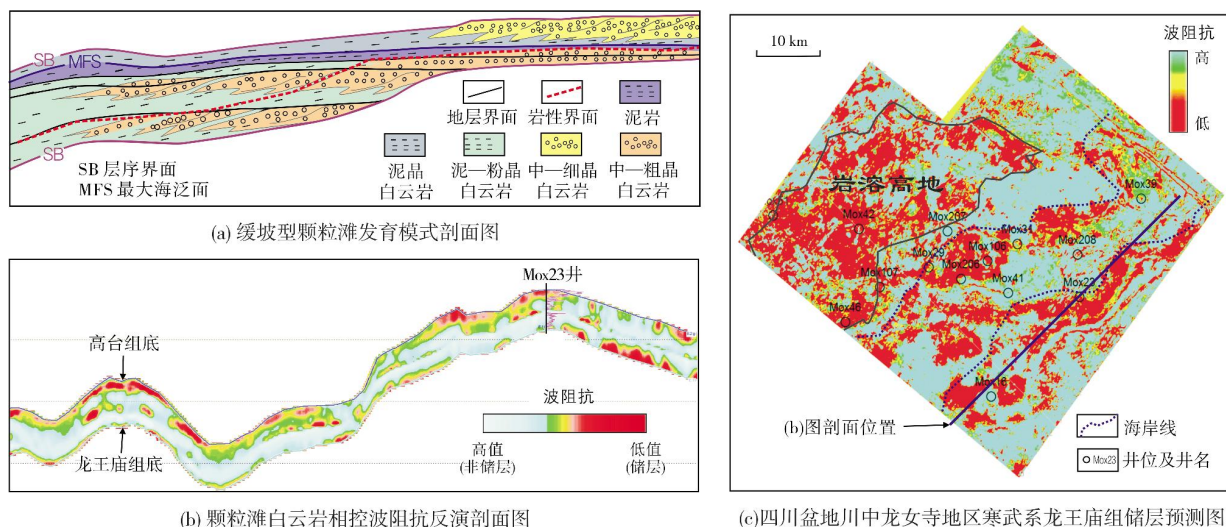 SB
MFS
SB
地层界面
岩性界面
泥岩
SB 层序界面
MFS 最大海泛面
泥晶
白云岩
泥—粉晶
白云岩
中—细晶
白云岩
中—粗晶
白云岩
(a) 缓坡型颗粒滩发育模式剖面图
Mox23井
高台组底
龙王庙组底
波阻抗
高值
(非储层)
低值
(储层)
(b) 颗粒滩白云岩相控波阻抗反演剖面图
10 km
波阻抗
高
低
岩溶高地
Mox39
Mox42
Mox207
Mox31
Mox208
Mox106
Mox29
Mox206
Mox41
Mox107
Mox23
Mox46
Mox16
(b)图剖面位置
海岸线
Mox23
井位及井名
(c)四川盆地川中龙女寺地区寒武系龙王庙组储层预测图